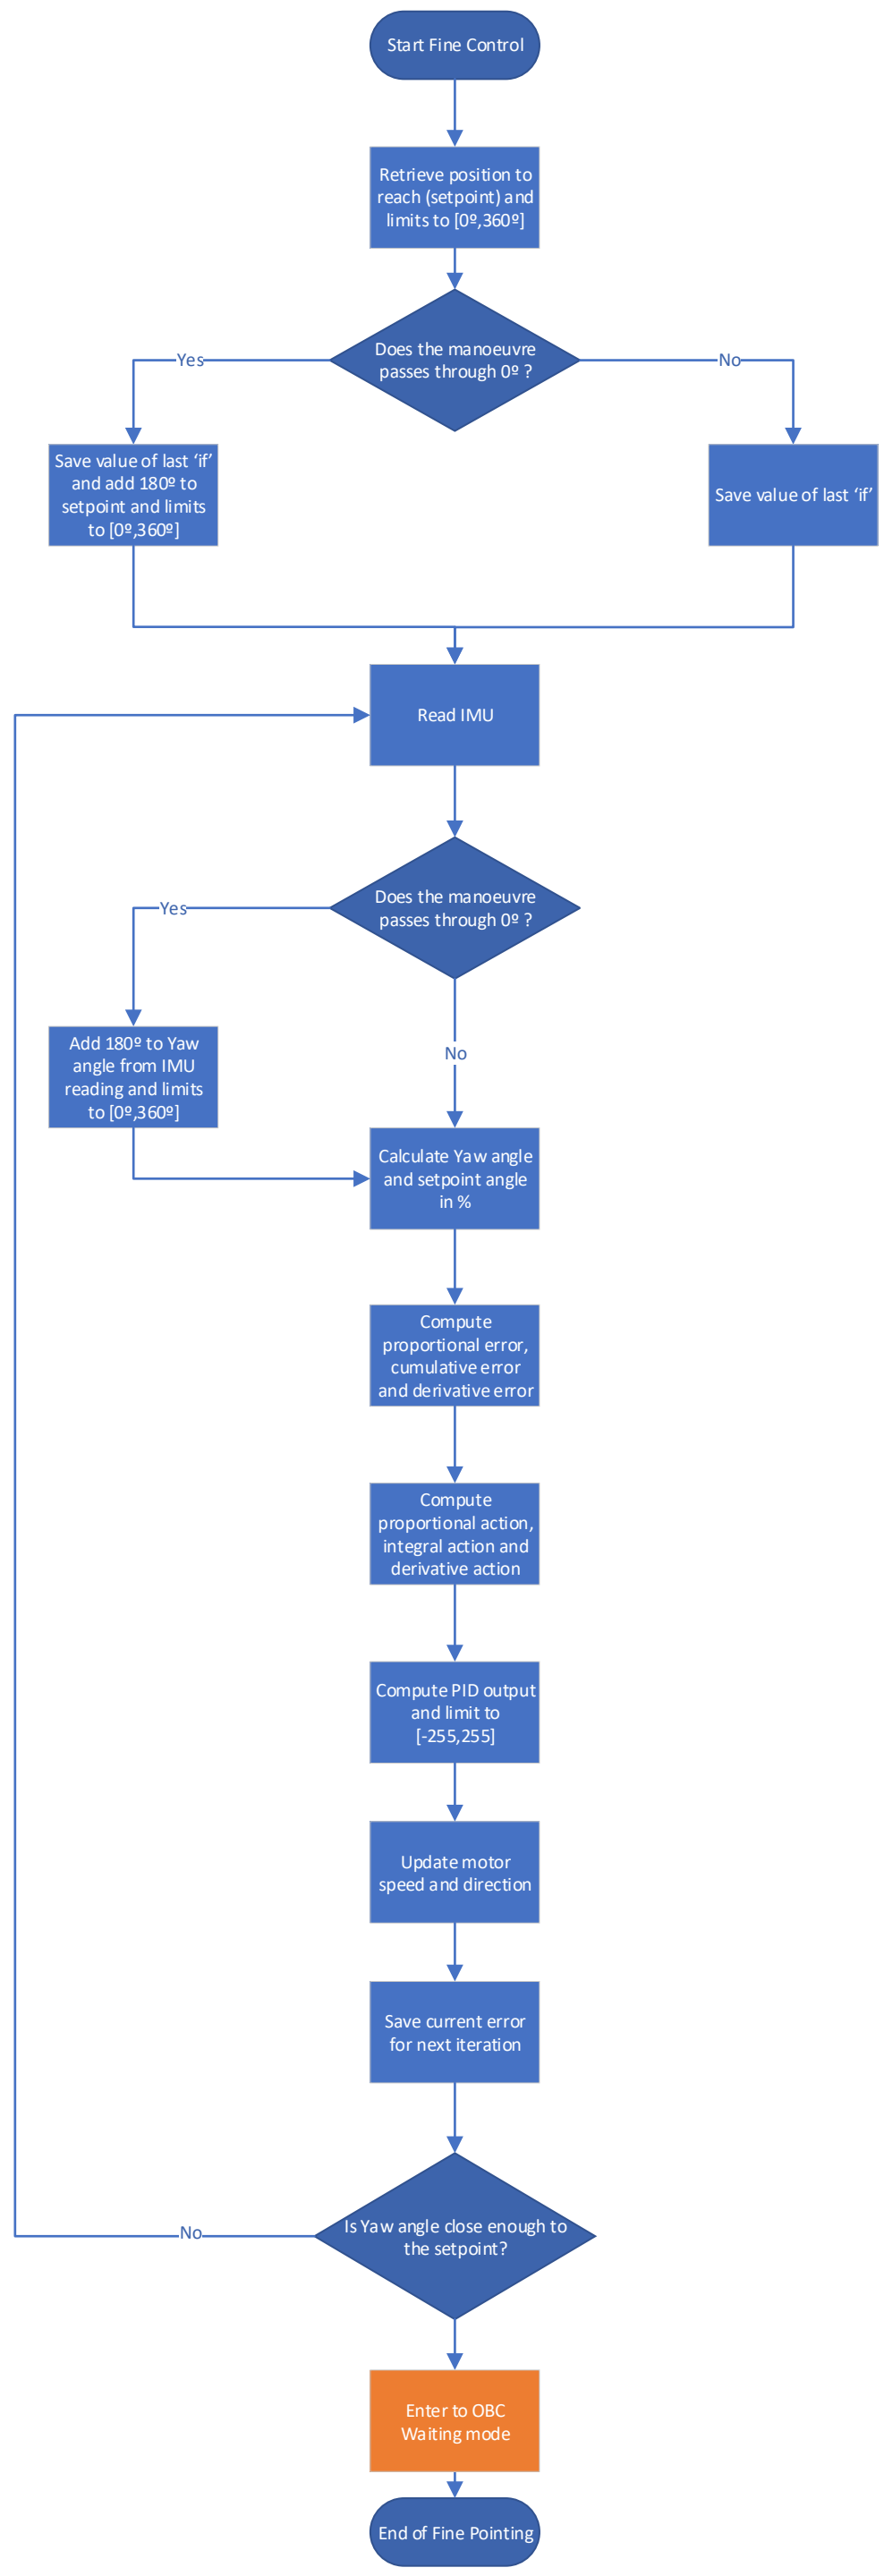 Start Fine Control
Retrieve position to
reach (setpoint) and
limits to [0º,360º]
Does the manoeuvre
passes through 0º ?
Yes
No
Save value of last ‘if’
and add 180º to
setpoint and limits
to [0º,360º]
Save value of last ‘if’
Read IMU
Does the manoeuvre
passes through 0º ?
Yes
No
Add 180º to Yaw
angle from IMU
reading and limits
to [0º,360º]
Calculate Yaw angle
and setpoint angle
in %
Compute
proportional error,
cumulative error
and derivative error
Compute
proportional action,
integral action and
derivative action
Compute PID output
and limit to
[-255,255]
Update motor
speed and direction
Save current error
for next iteration
Is Yaw angle close enough to
the setpoint?
No
Enter to OBC
Waiting mode
End of Fine Pointing